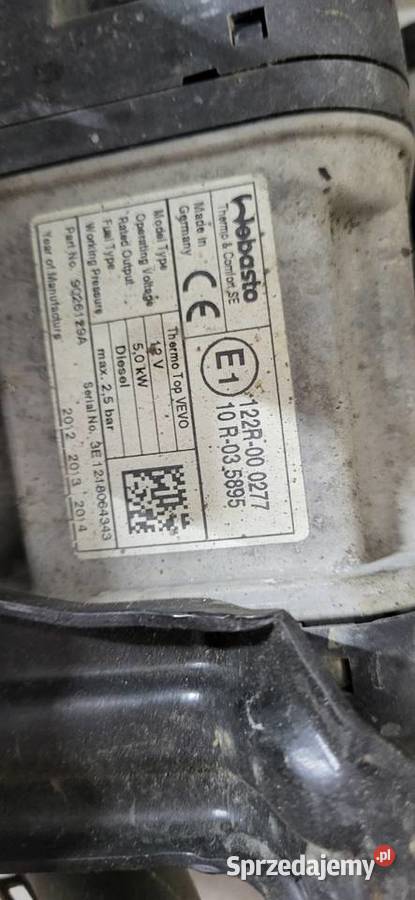 Webasto
Thermo & Comfort SE
Made in
Germany
CE
E1
122R-00 0277
10 R-03 5895
Model Type Thermo Top VEVO
Operating Voltage 12 V
Rated Output 5,0 kW
Fuel Type Diesel
Working Pressure max. 2,5 bar
Part No. 9026129A Serial No. 3E1218064343
Year of Manufacture 2012 2013 2014
Sprzedajemy.pl